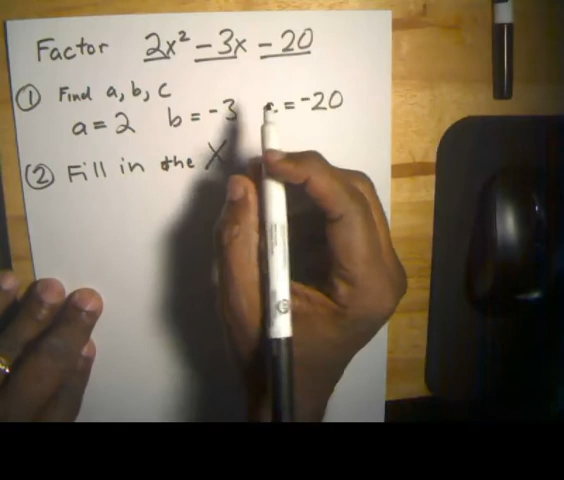 Factor 2x² - 3x - 20
① Find a, b, c
a = 2 b = -3 = -20
② Fill in the X